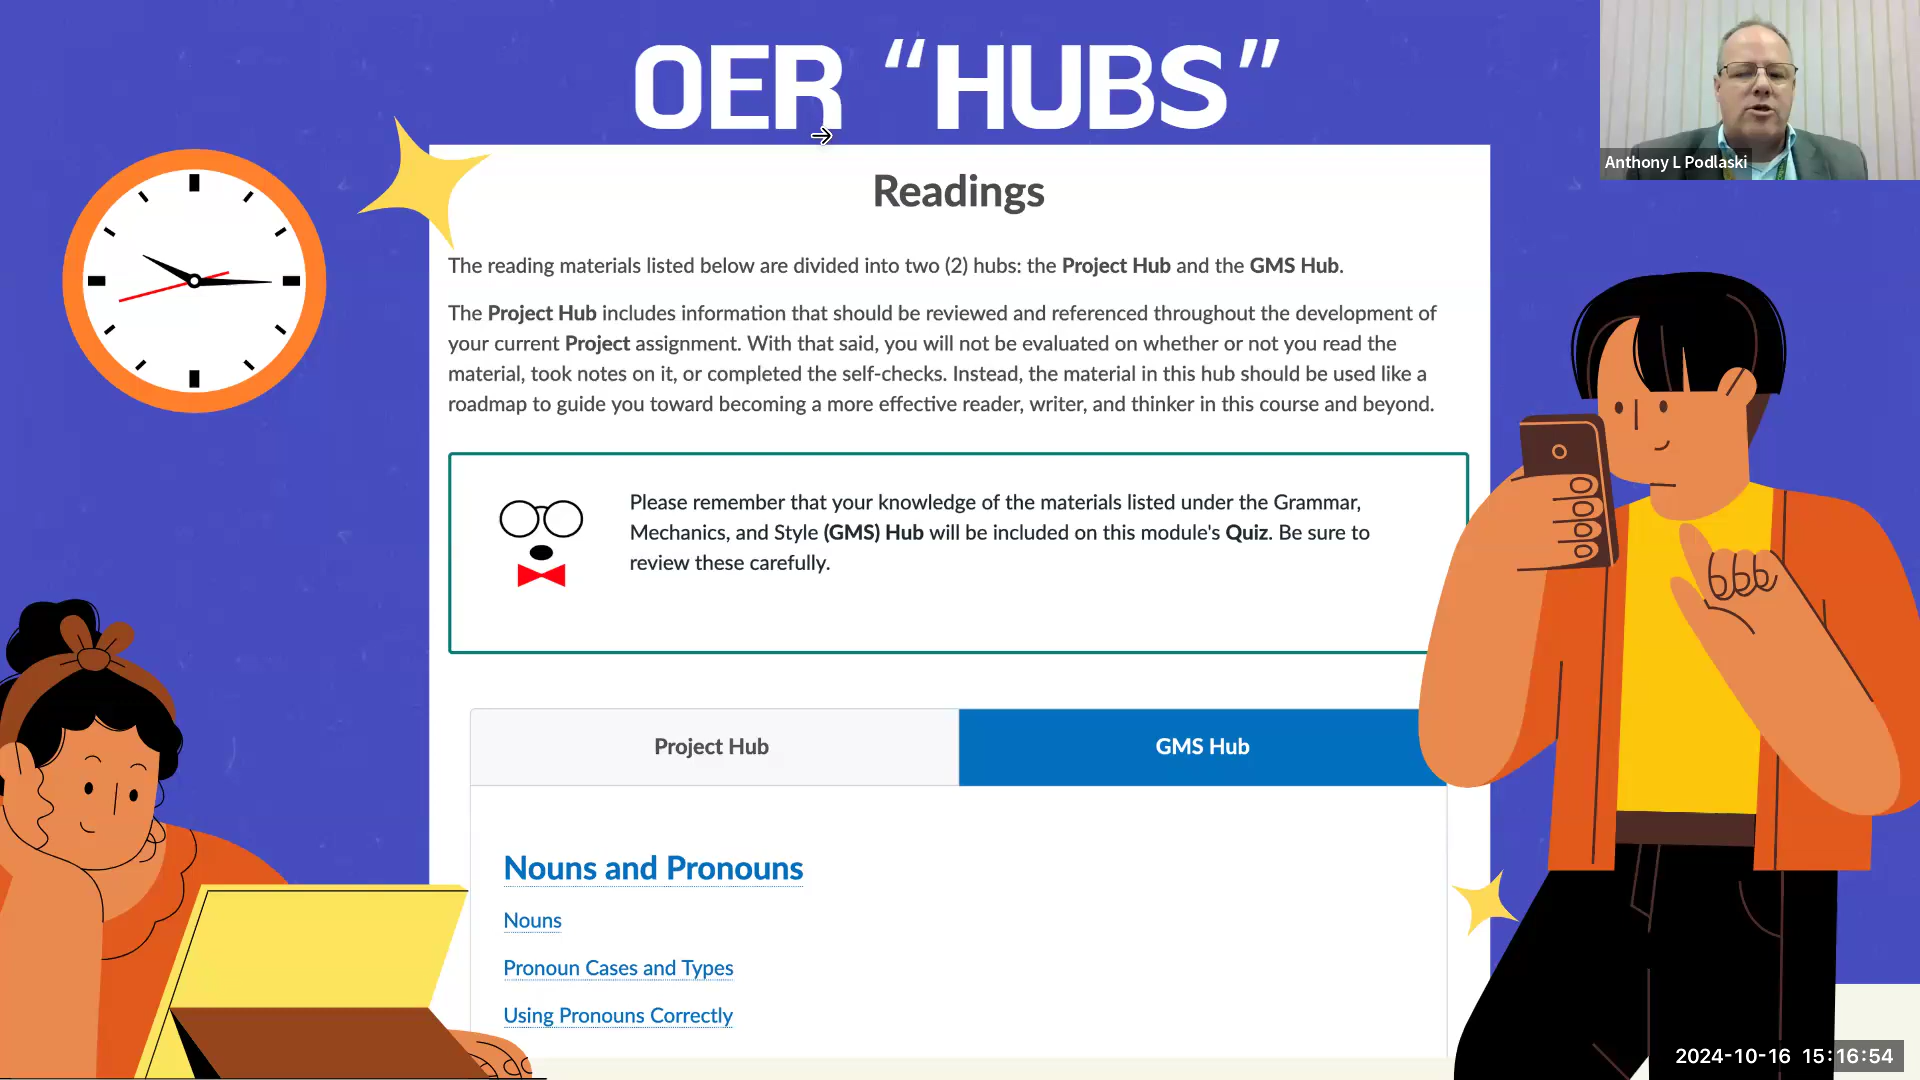 OER “HUBS”
Anthony L Podlaski
Readings
The reading materials listed below are divided into two (2) hubs: the Project Hub and the GMS Hub.
The Project Hub includes information that should be reviewed and referenced throughout the development of
your current Project assignment. With that said, you will not be evaluated on whether or not you read the
material, took notes on it, or completed the self-checks. Instead, the material in this hub should be used like a
roadmap to guide you toward becoming a more effective reader, writer, and thinker in this course and beyond.
Please remember that your knowledge of the materials listed under the Grammar,
Mechanics, and Style (GMS) Hub will be included on this module's Quiz. Be sure to
review these carefully.
Project Hub
GMS Hub
Nouns and Pronouns
Nouns
Pronoun Cases and Types
Using Pronouns Correctly
2024-10-16 15:16:54